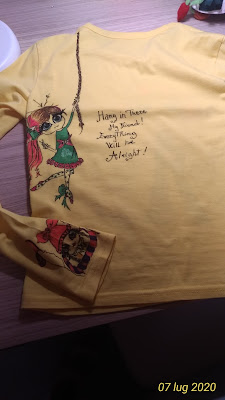 Hang in There
My Friend!
Everything
Will be
Alright!
07 lug 2020